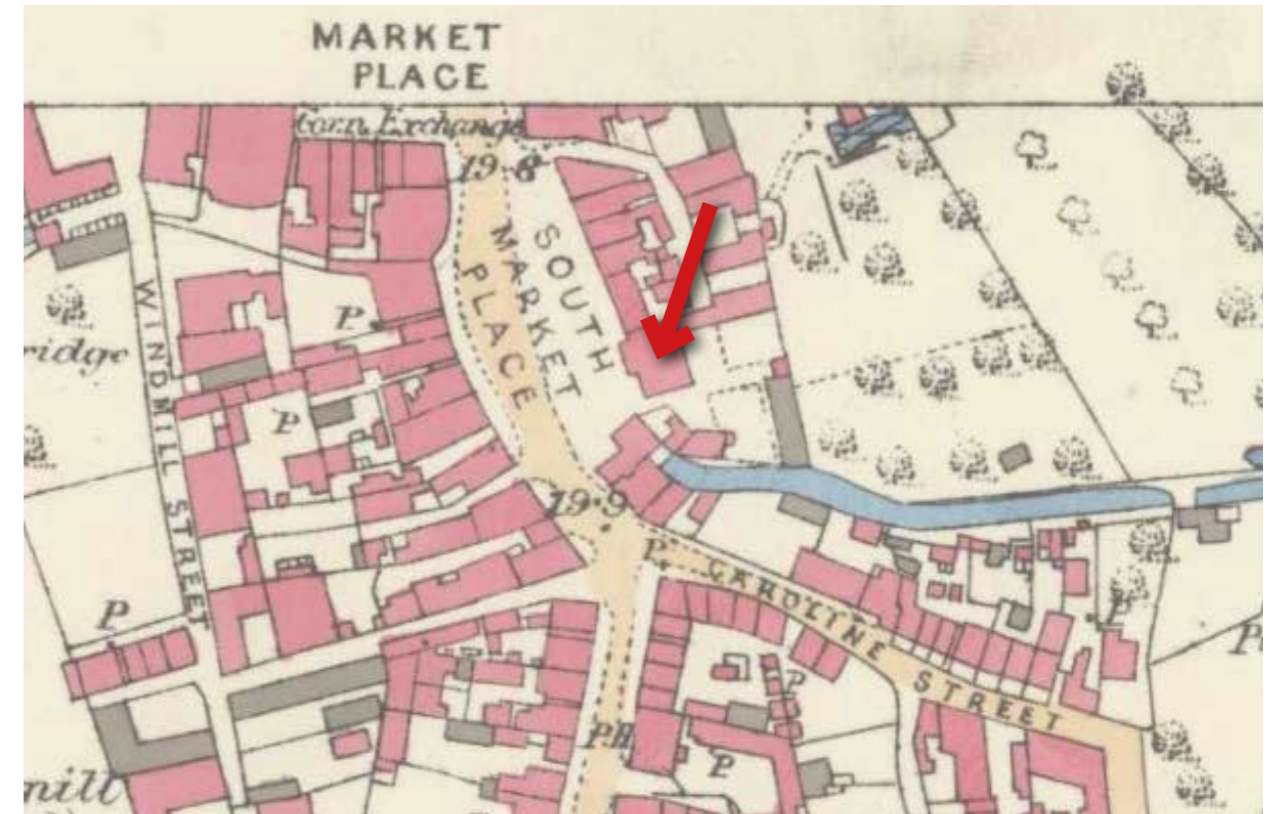 MARKET
PLACE
Corn Exchange
19·8
SOUTH
MARKET
PLACE
WINDMILL STREET
P
ridge
P
19·9
P
CAROLINE STREET
P
P
P
P.H
P
mill